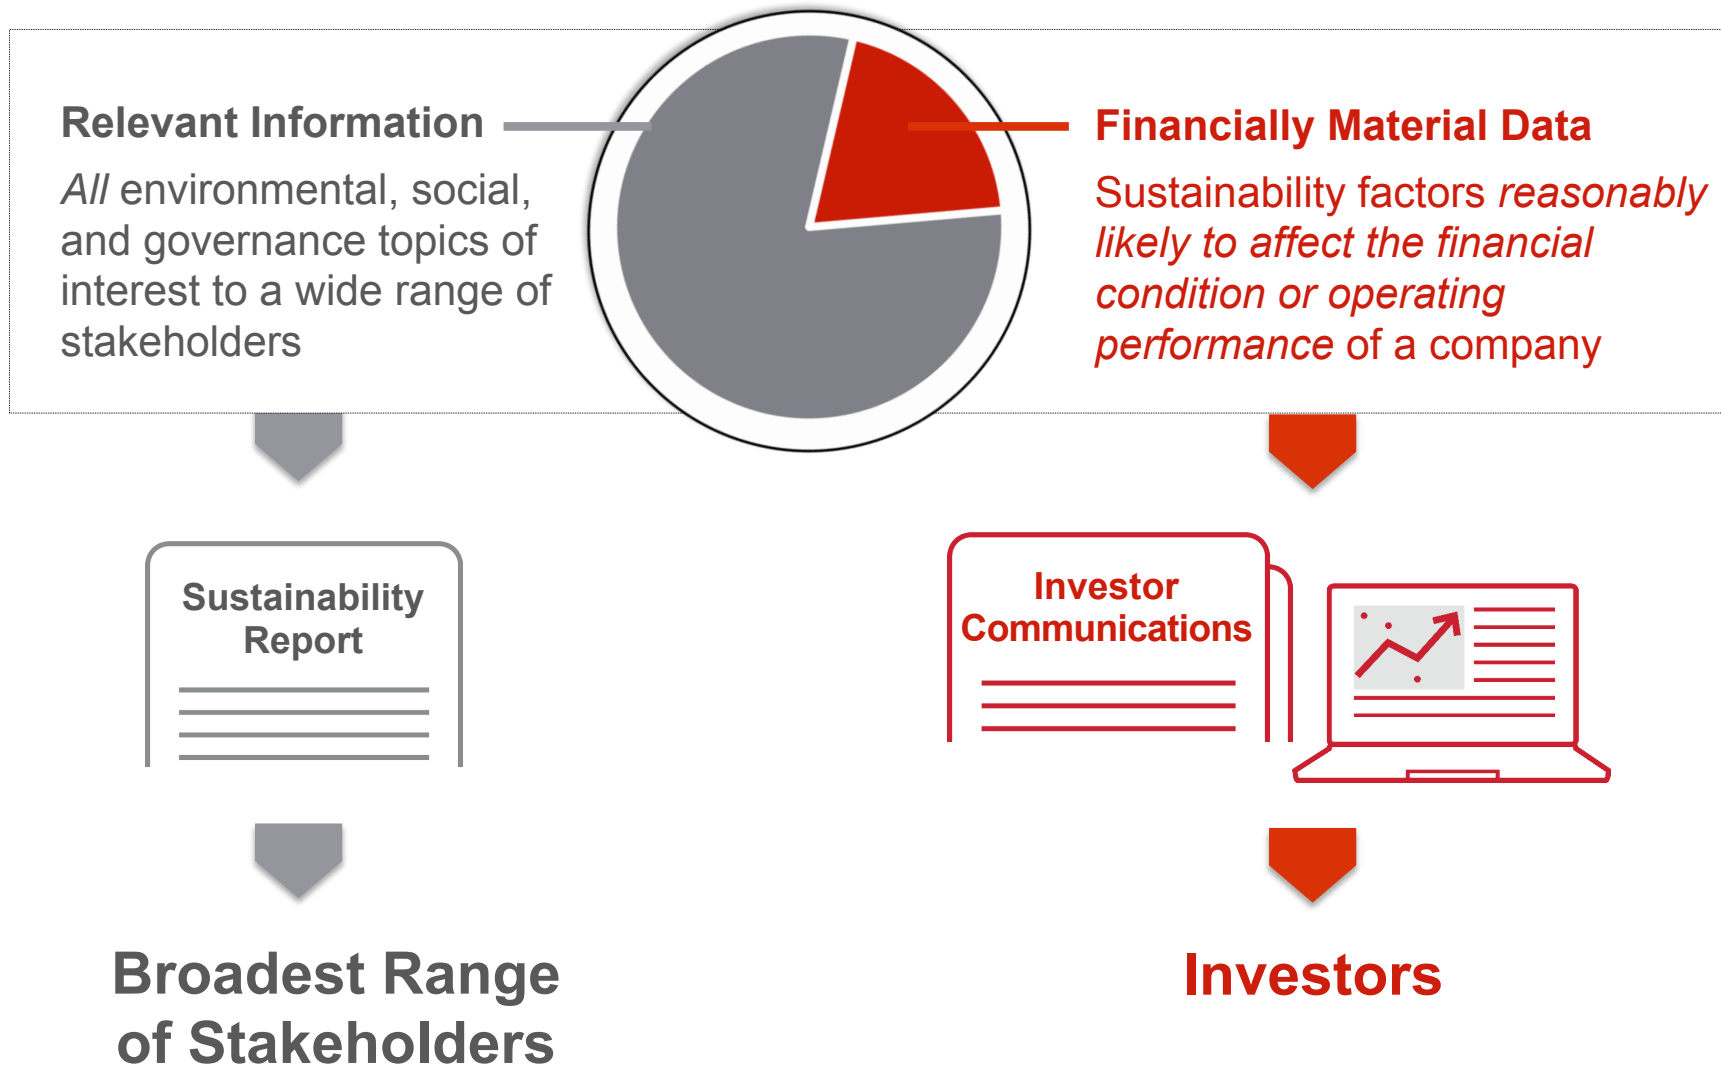 Relevant Information
All environmental, social,
and governance topics of
interest to a wide range of
stakeholders
Financially Material Data
Sustainability factors reasonably
likely to affect the financial
condition or operating
performance of a company
Sustainability
Report
Investor
Communications
Broadest Range
of Stakeholders
Investors